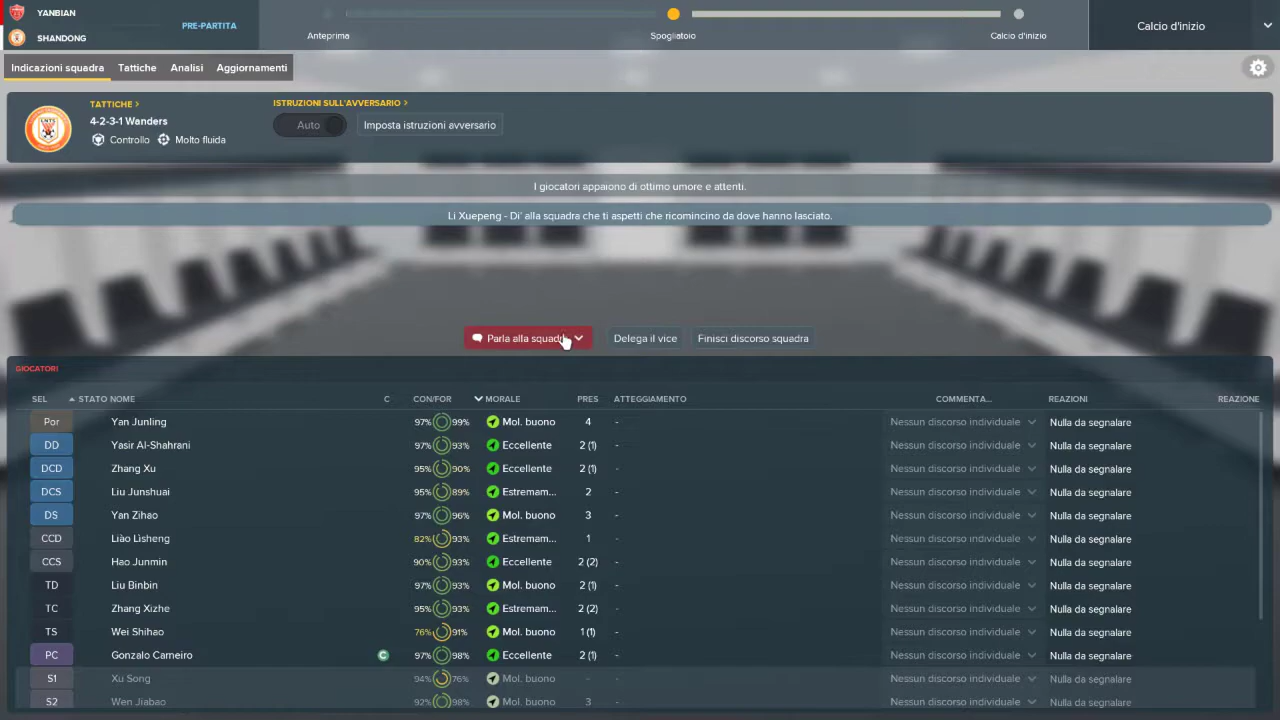 YANBIAN
SHANDONG
PRE-PARTITA
Anteprima
Spogliatoio
Calcio d'inizio
Calcio d'inizio
Indicazioni squadra Tattiche Analisi Aggiornamenti
TATTICHE >
4-2-3-1 Wanders
Controllo Molto fluida
ISTRUZIONI SULL'AVVERSARIO >
Auto Imposta istruzioni avversario
I giocatori appaiono di ottimo umore e attenti.
Li Xuepeng - Di' alla squadra che ti aspetti che ricomincino da dove hanno lasciato.
Parla alla squadra Delega il vice Finisci discorso squadra
GIOCATORI
SEL STATO NOME C CON/FOR MORALE PRES ATTEGGIAMENTO COMMENTA... REAZIONI REAZIONE
Por Yan Junling 97% 99% Mol. buono 4 - Nessun discorso individuale Nulla da segnalare
DD Yasir Al-Shahrani 97% 93% Eccellente 2 (1) - Nessun discorso individuale Nulla da segnalare
DCD Zhang Xu 95% 90% Eccellente 2 (1) - Nessun discorso individuale Nulla da segnalare
DCS Liu Junshuai 95% 89% Estremam... 2 - Nessun discorso individuale Nulla da segnalare
DS Yan Zihao 97% 96% Mol. buono 3 - Nessun discorso individuale Nulla da segnalare
CCD Liào Lìsheng 82% 93% Estremam... 1 - Nessun discorso individuale Nulla da segnalare
CCS Hao Junmin 90% 93% Eccellente 2 (2) - Nessun discorso individuale Nulla da segnalare
TD Liu Binbin 97% 93% Mol. buono 2 (1) - Nessun discorso individuale Nulla da segnalare
TC Zhang Xizhe 95% 93% Estremam... 2 (2) - Nessun discorso individuale Nulla da segnalare
TS Wei Shihao 76% 91% Mol. buono 1 (1) - Nessun discorso individuale Nulla da segnalare
PC Gonzalo Carneiro C 97% 98% Eccellente 2 (1) - Nessun discorso individuale Nulla da segnalare
S1 Xu Song 94% 76% Mol. buono - - Nessun discorso individuale Nulla da segnalare
S2 Wen Jiabao 92% 98% Mol. buono 3 - Nessun discorso individuale Nulla da segnalare